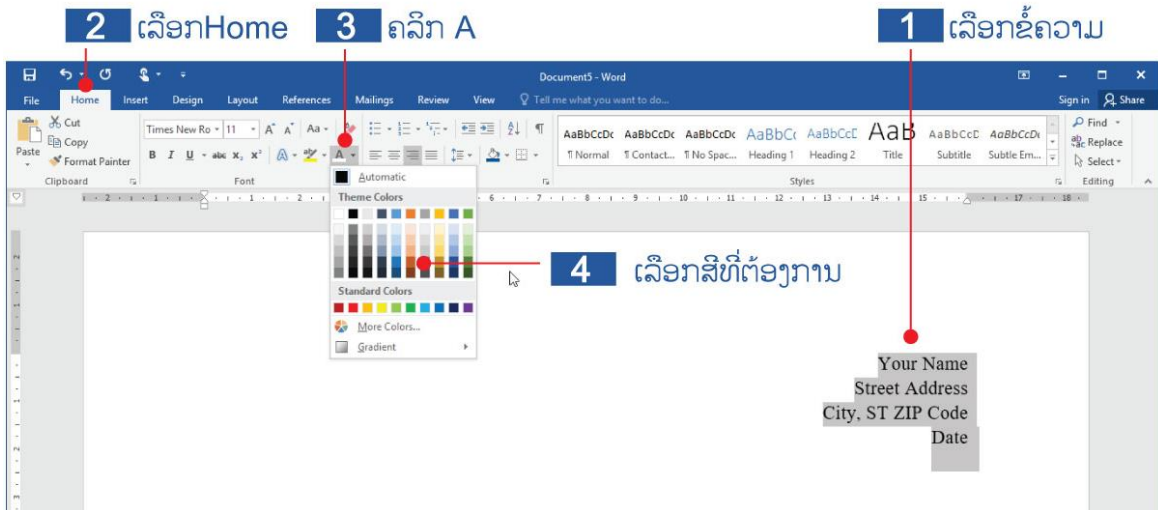 2 ເລືອກHome 3 ຄລິກ A 1 ເລືອກຂໍ້ຄວາມ
Document5 - Word
File Home Insert Design Layout References Mailings Review View Tell me what you want to do... Sign in Share
Paste Cut Copy Format Painter
Times New Ro 11 A A Aa
B I U abc X₂ X² A A
AaBbCcDc AaBbCcDc AaBbCcDc AaBbCc AaBbCcE AaB AaBbCcE AaBbCcDc
¶ Normal ¶ Contact... ¶ No Spac... Heading 1 Heading 2 Title Subtitle Subtle Em...
Find Replace Select
Clipboard Font Styles Editing
Automatic
Theme Colors
4 ເລືອກສີທີ່ຕ້ອງການ
Standard Colors
More Colors...
Gradient
Your Name
Street Address
City, ST ZIP Code
Date